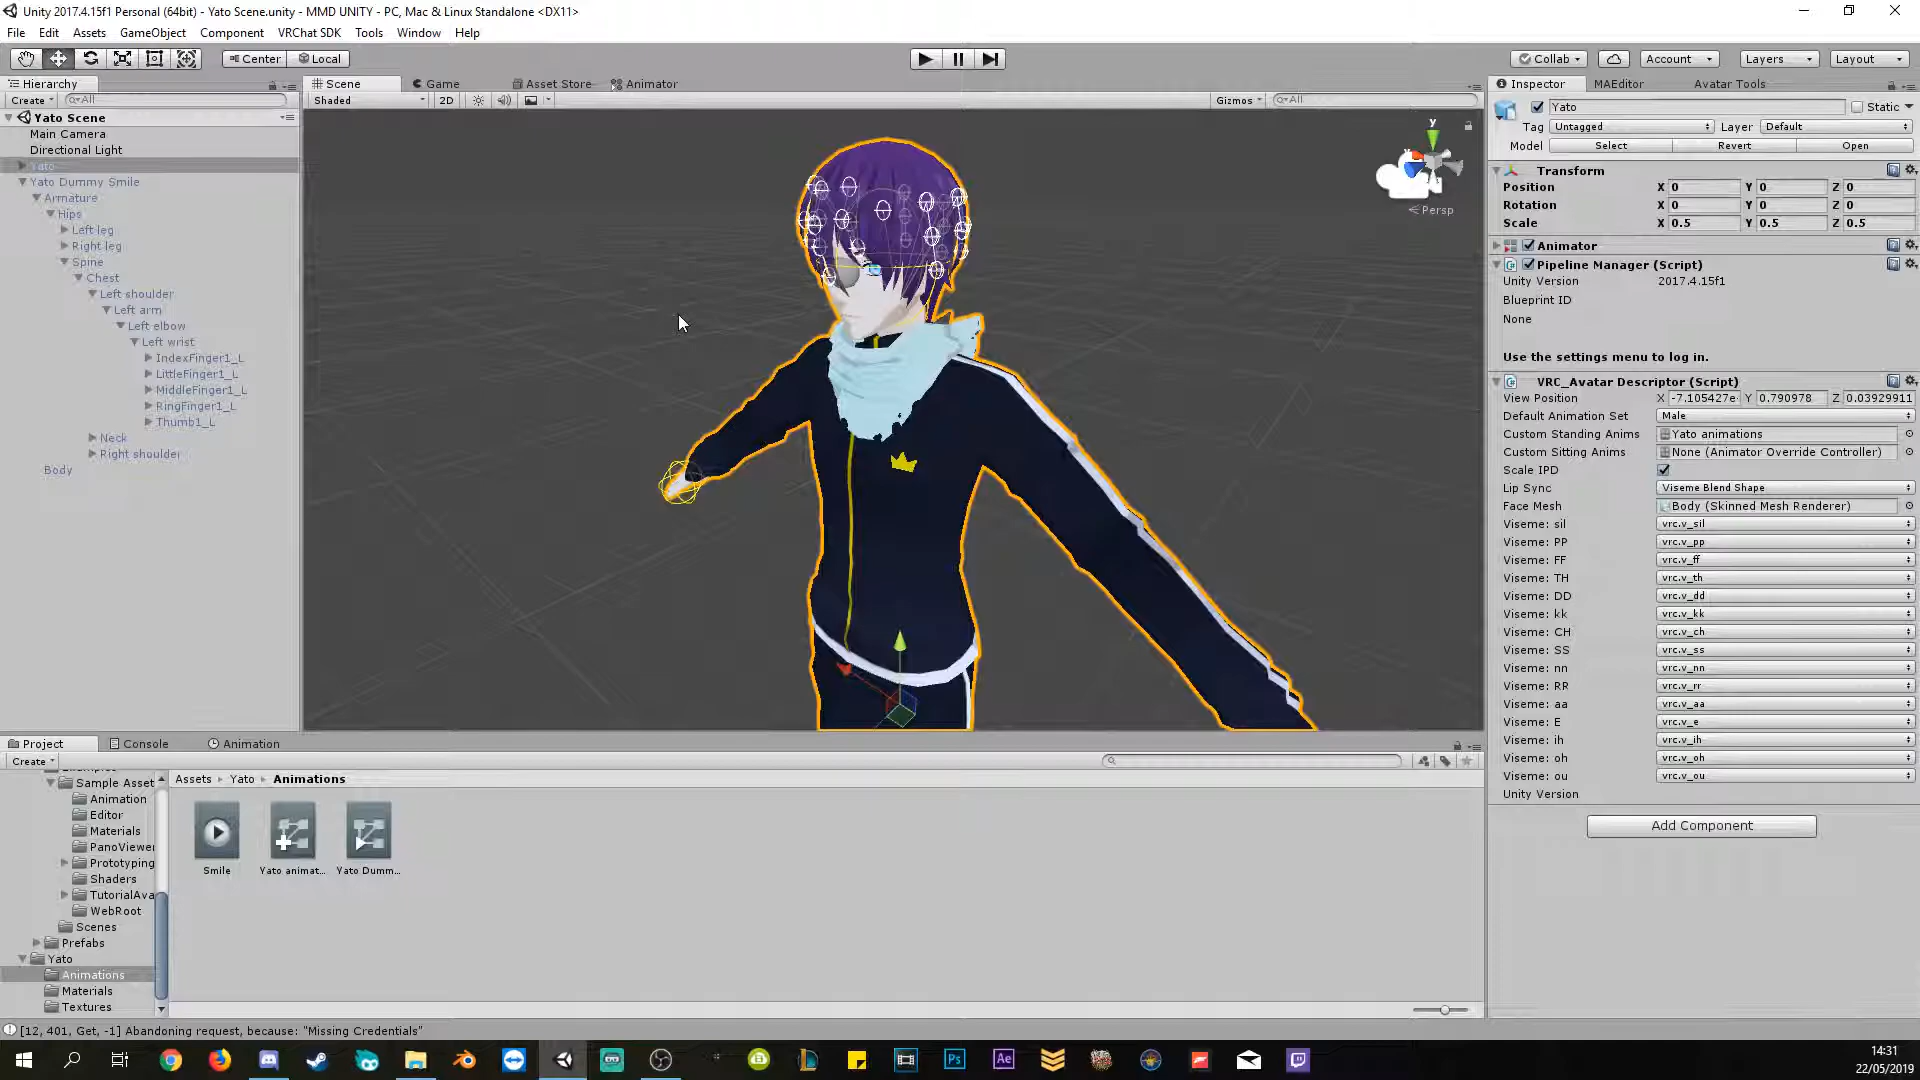 Unity 2017.4.15f1 Personal (64bit) - Yato Scene.unity - MMD UNITY - PC, Mac & Linux Standalone <DX11>
File Edit Assets GameObject Component VRChat SDK Tools Window Help
Center Local Collab Account Layers Layout
Hierarchy
Create All
Yato Scene
Main Camera
Directional Light
Yato
Yato Dummy Smile
Armature
Hips
Left leg
Right leg
Spine
Chest
Left shoulder
Left arm
Left elbow
Left wrist
IndexFinger1_L
LittleFinger1_L
MiddleFinger1_L
RingFinger1_L
Thumb1_L
Neck
Right shoulder
Body
Scene Game Asset Store Animator
Shaded 2D Gizmos All
y
Persp
Inspector MAEditor Avatar Tools
Yato Static
Tag Untagged Layer Default
Model Select Revert Open
Transform
Position X 0 Y 0 Z 0
Rotation X 0 Y 0 Z 0
Scale X 0.5 Y 0.5 Z 0.5
Animator
Pipeline Manager (Script)
Unity Version 2017.4.15f1
Blueprint ID
None
Use the settings menu to log in.
VRC_Avatar Descriptor (Script)
View Position X -7.105427e- Y 0.790978 Z 0.03929911
Default Animation Set Male
Custom Standing Anims Yato animations
Custom Sitting Anims None (Animator Override Controller)
Scale IPD
Lip Sync Viseme Blend Shape
Face Mesh Body (Skinned Mesh Renderer)
Viseme: sil vrc.v_sil
Viseme: PP vrc.v_pp
Viseme: FF vrc.v_ff
Viseme: TH vrc.v_th
Viseme: DD vrc.v_dd
Viseme: kk vrc.v_kk
Viseme: CH vrc.v_ch
Viseme: SS vrc.v_ss
Viseme: nn vrc.v_nn
Viseme: RR vrc.v_rr
Viseme: aa vrc.v_aa
Viseme: E vrc.v_e
Viseme: ih vrc.v_ih
Viseme: oh vrc.v_oh
Viseme: ou vrc.v_ou
Unity Version
Add Component
Project Console Animation
Create
Sample Asset
Animation
Editor
Materials
PanoViewer
Prototyping
Shaders
TutorialAva
WebRoot
Scenes
Prefabs
Yato
Animations
Materials
Textures
Assets Yato Animations
Smile Yato animat... Yato Dumm...
[12, 401, Get, -1] Abandoning request, because: "Missing Credentials"
Ps Ae
14:31
22/05/2019